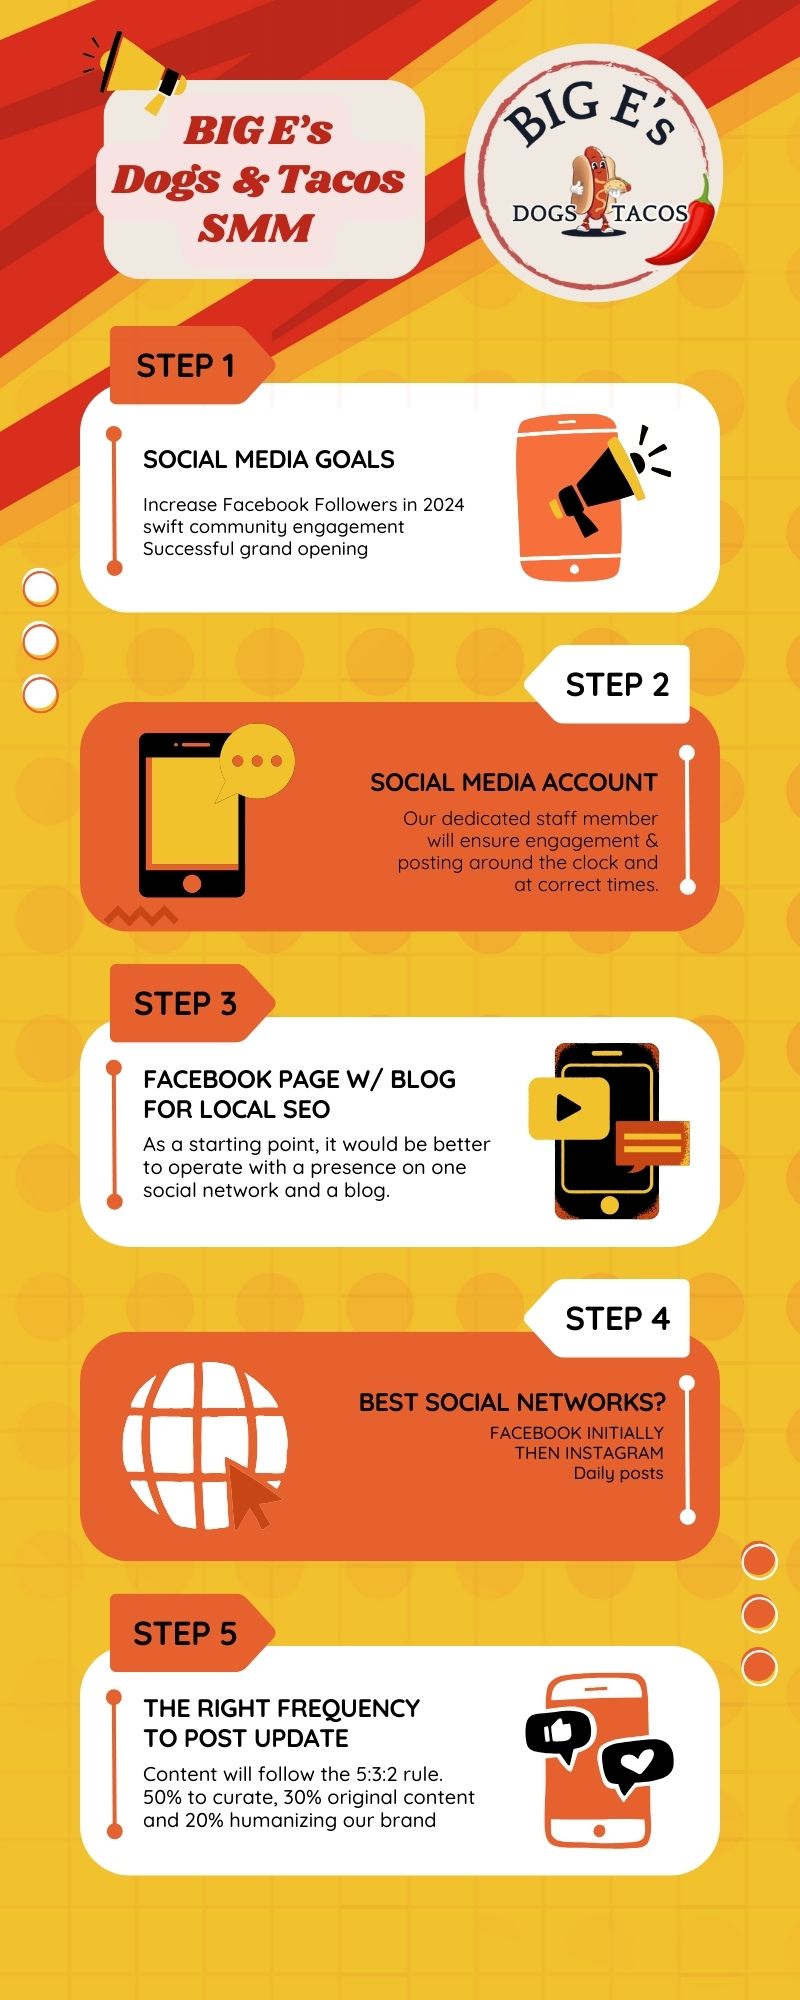 BIG E's
Dogs & Tacos
SMM
BIG E's
DOGS TACOS
STEP 1
SOCIAL MEDIA GOALS
Increase Facebook Followers in 2024
swift community engagement
Successful grand opening
STEP 2
SOCIAL MEDIA ACCOUNT
Our dedicated staff member
will ensure engagement &
posting around the clock and
at correct times.
STEP 3
FACEBOOK PAGE W/ BLOG
FOR LOCAL SEO
As a starting point, it would be better
to operate with a presence on one
social network and a blog.
STEP 4
BEST SOCIAL NETWORKS?
FACEBOOK INITIALLY
THEN INSTAGRAM
Daily posts
STEP 5
THE RIGHT FREQUENCY
TO POST UPDATE
Content will follow the 5:3:2 rule.
50% to curate, 30% original content
and 20% humanizing our brand